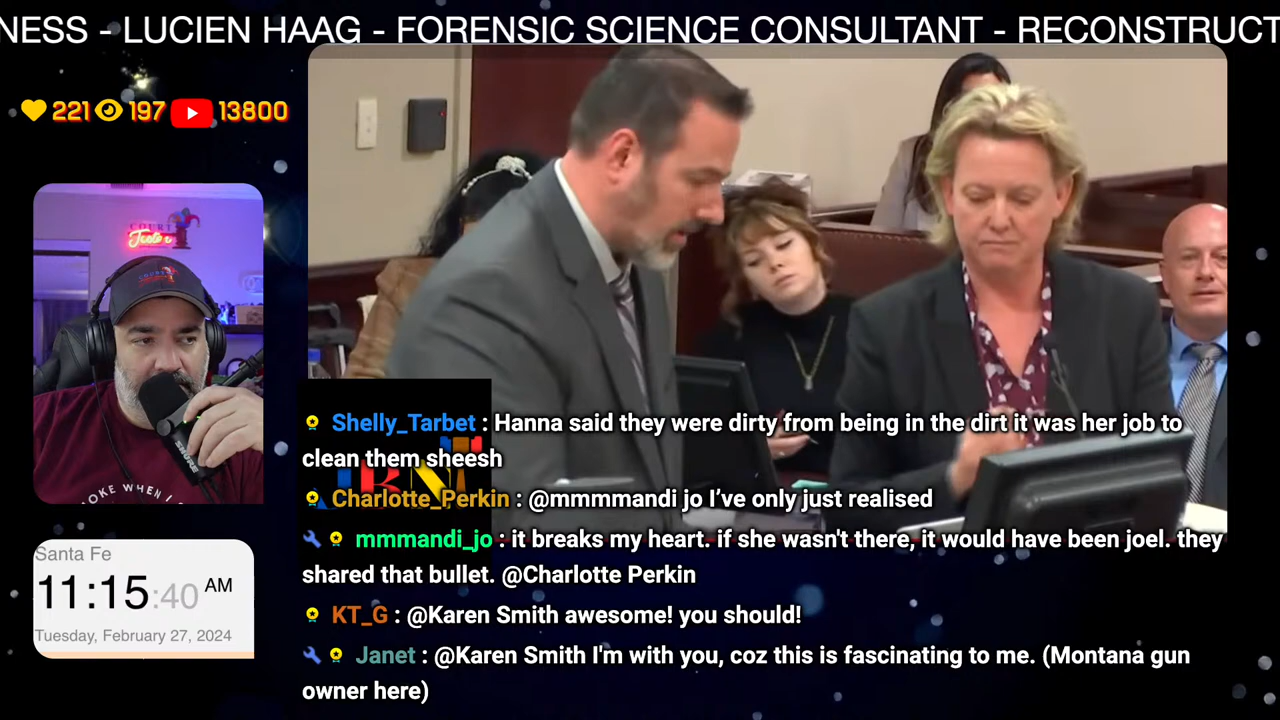 NESS - LUCIEN HAAG - FORENSIC SCIENCE CONSULTANT - RECONSTRUCT
221 197 13800
COURT
Shelly_Tarbet : Hanna said they were dirty from being in the dirt it was her job to
clean them sheesh
Charlotte_Perkin : @mmmandi jo I’ve only just realised
mmmandi_jo : it breaks my heart. if she wasn't there, it would have been joel. they
shared that bullet. @Charlotte Perkin
KT_G : @Karen Smith awesome! you should!
Janet : @Karen Smith I'm with you, coz this is fascinating to me. (Montana gun
owner here)
OKE WHEN I
Santa Fe
11:15:40 AM
Tuesday, February 27, 2024